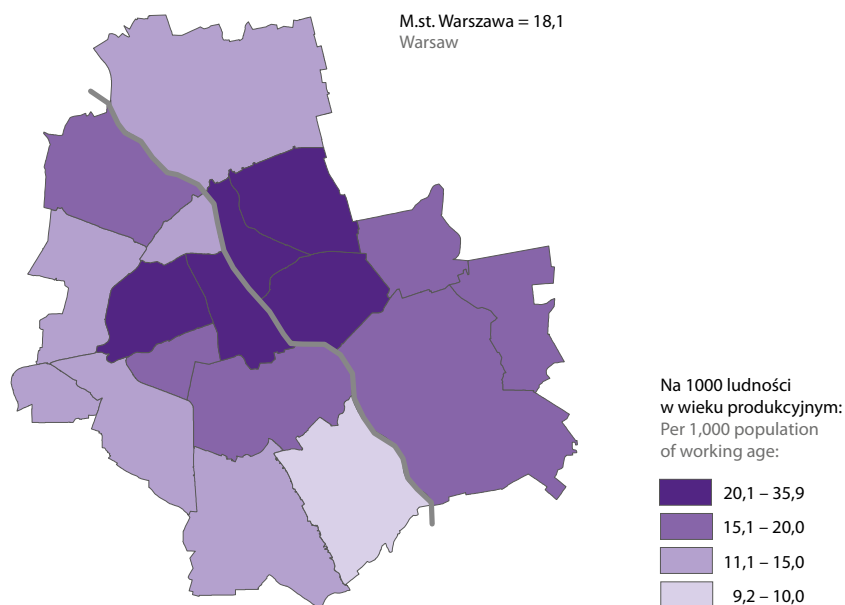 M.st. Warszawa = 18,1
Warsaw
Na 1000 ludności
w wieku produkcyjnym:
Per 1,000 population
of working age:
20,1 – 35,9
15,1 – 20,0
11,1 – 15,0
9,2 – 10,0